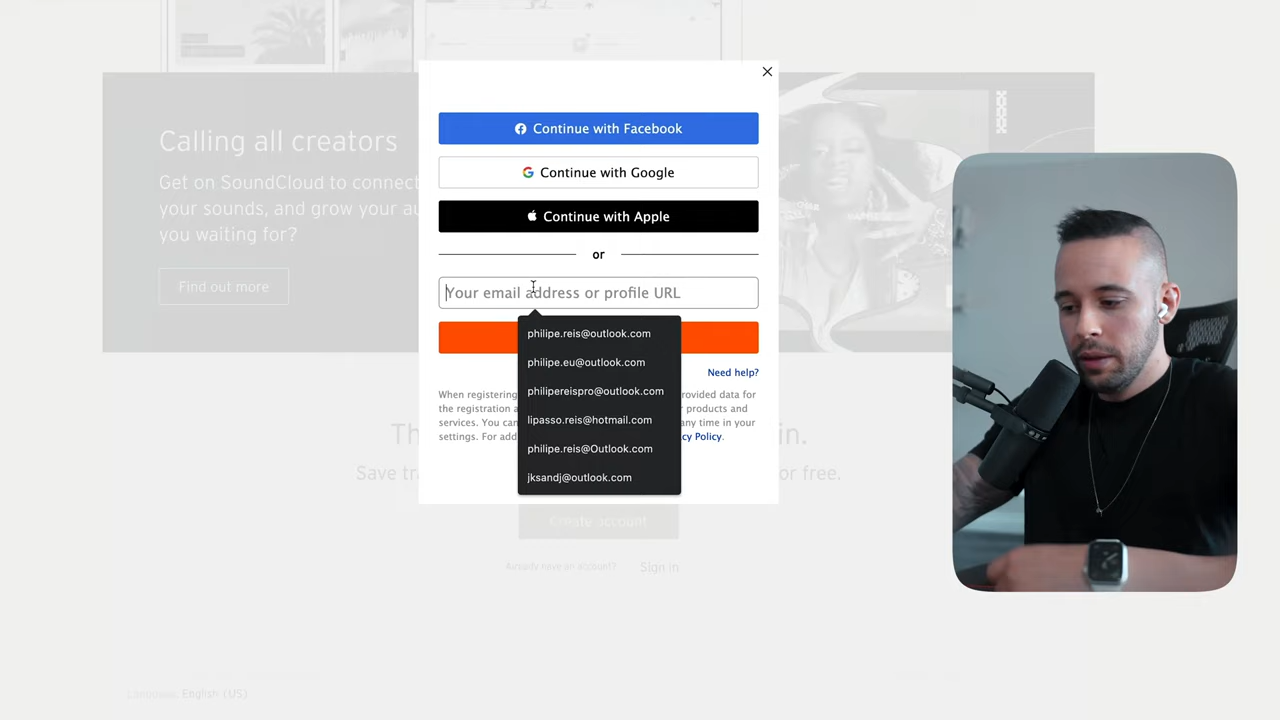 Continue with Facebook
Calling all creators
Continue with Google
Get on SoundCloud to connect
your sounds, and grow your au
you waiting for?
Continue with Apple
or
Find out more
Your email address or profile URL
philipe.reis@outlook.com
philipe.eu@outlook.com
Need help?
philipereispro@outlook.com
When registering
rovided data for
the registration a
r products and
services. You can
any time in your
settings. For add
cy Policy.
lipasso.reis@hotmail.com
Th
in.
philipe.reis@Outlook.com
Save tra
for free.
jksandj@outlook.com
Create account
Already have an account?
Sign in
Language: English (US)